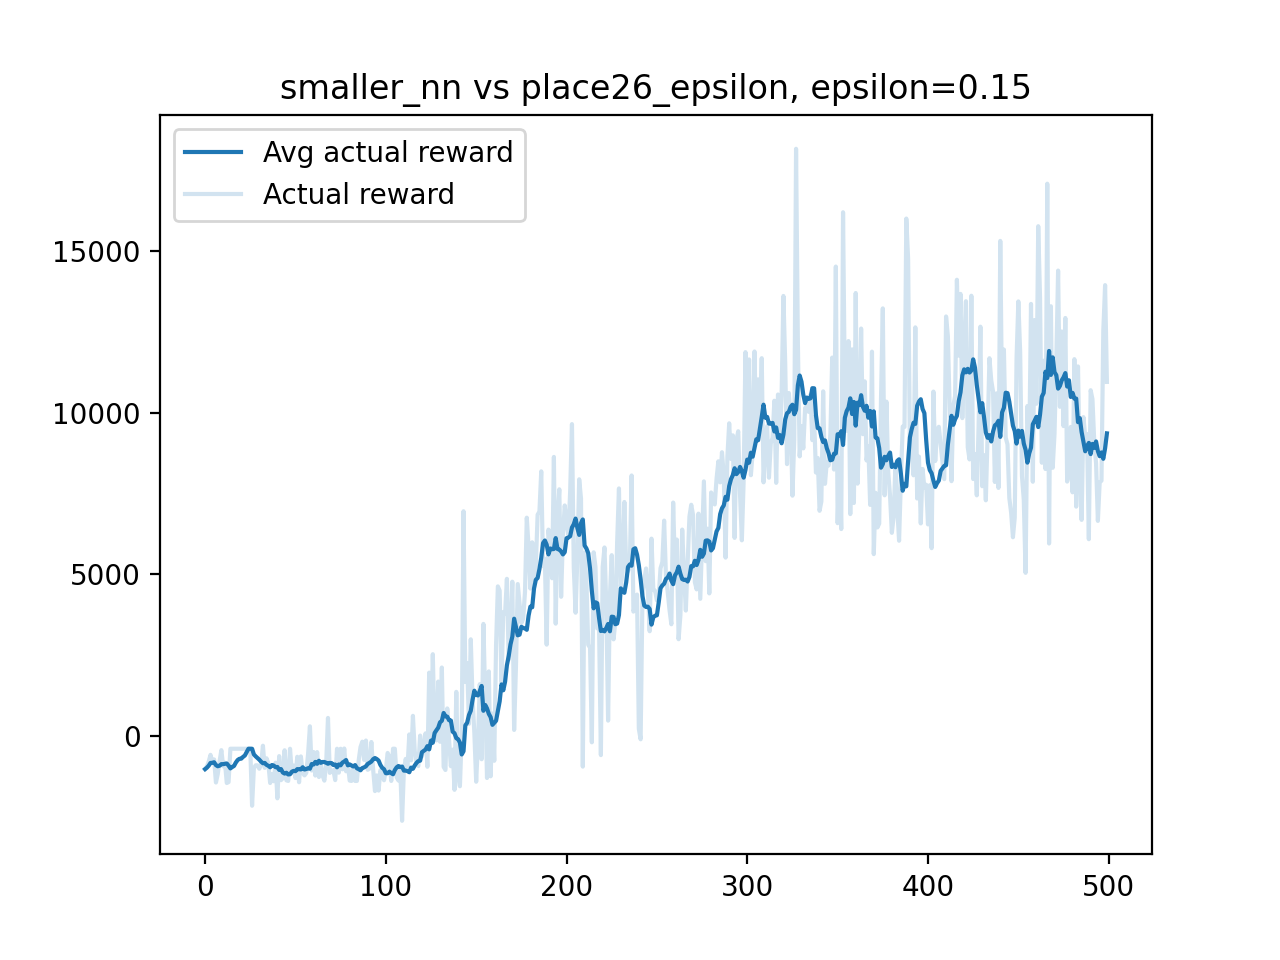 smaller_nn vs place26_epsilon, epsilon=0.15
Avg actual reward
Actual reward
15000
10000
5000
0
0 100 200 300 400 500